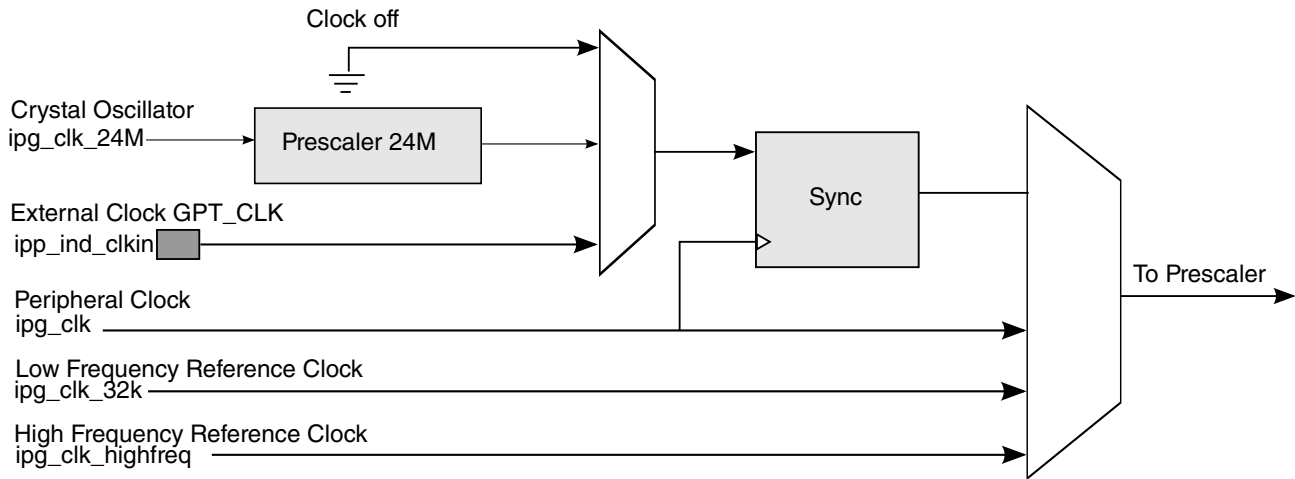 Clock off
Crystal Oscillator
ipg_clk_24M
Prescaler 24M
Sync
External Clock GPT_CLK
ipp_ind_clkin
To Prescaler
Peripheral Clock
ipg_clk
Low Frequency Reference Clock
ipg_clk_32k
High Frequency Reference Clock
ipg_clk_highfreq